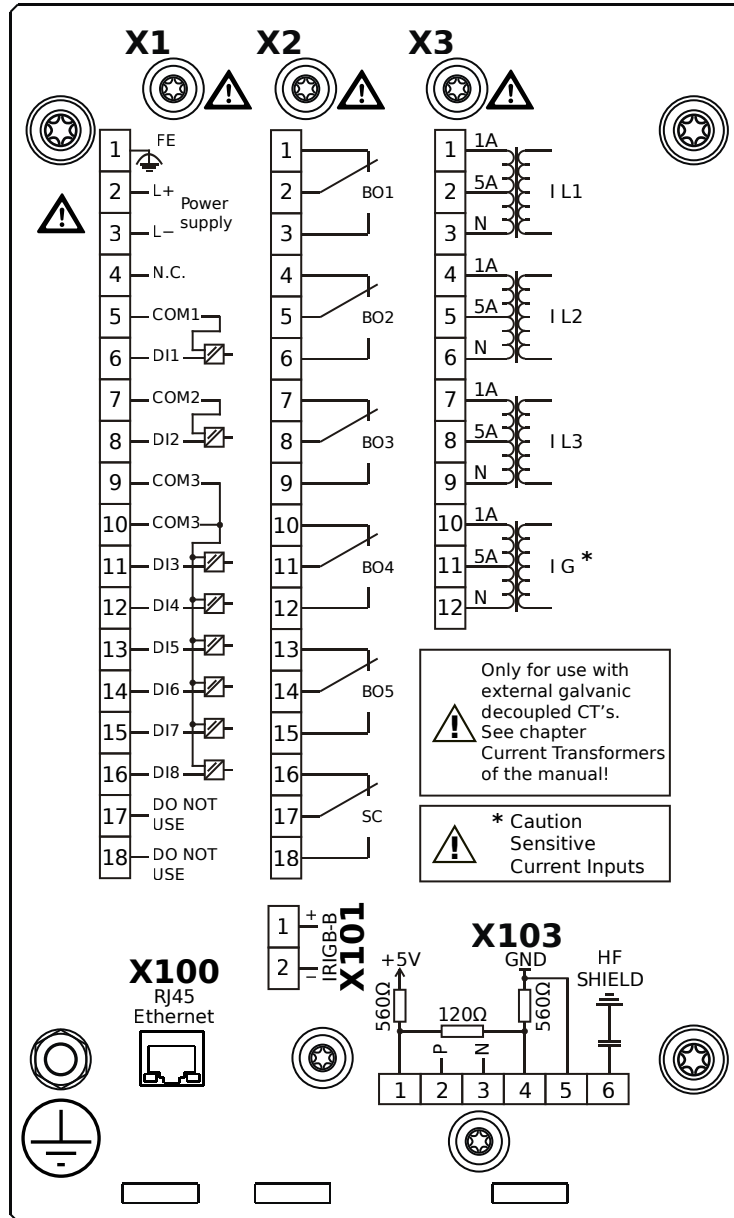 X1
X2
X3
1 FE
2 L+
Power
supply
3 L−
4 N.C.
5 COM1
6 DI1
7 COM2
8 DI2
9 COM3
10 COM3
11 DI3
12 DI4
13 DI5
14 DI6
15 DI7
16 DI8
17 DO NOT
USE
18 DO NOT
USE
1
2 BO1
3
4
5 BO2
6
7
8 BO3
9
10
11 BO4
12
13
14 BO5
15
16
17 SC
18
1 1A
2 5A I L1
3 N
4 1A
5 5A I L2
6 N
7 1A
8 5A I L3
9 N
10 1A
11 5A I G *
12 N
Only for use with
external galvanic
decoupled CT's.
See chapter
Current Transformers
of the manual!
* Caution
Sensitive
Current Inputs
1 +
2 −
IRIGB-B
X101
X100
RJ45
Ethernet
X103
+5V
GND
HF
SHIELD
560Ω
120Ω
560Ω
P
N
1 2 3 4 5 6